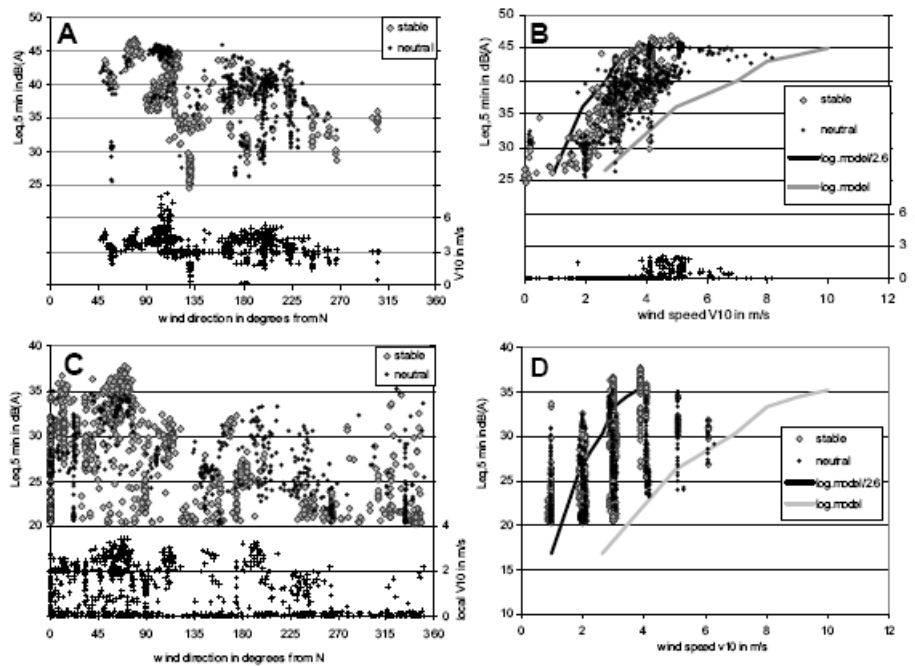 A
stable
neutral
50
45
40
35
30
25
Leq,5 min in dB(A)
6
3
0
V10 in m/s
0 45 90 135 180 225 270 315 360
wind direction in degrees from N
B
50
45
40
35
30
25
Leq,5 min in dB(A)
stable
neutral
log.model/2.6
log.model
6
3
0
0 2 4 6 8 10 12
wind speed V10 in m/s
C
stable
neutral
40
35
30
25
20
Leq,5 min in dB(A)
4
2
0
local V10 in m/s
0 45 90 135 180 225 270 315 360
wind direction in degrees from N
D
40
35
30
25
20
15
10
Leq,5 min in dB(A)
stable
neutral
log.model/2.6
log.model
0 2 4 6 8 10 12
wind speed v10 in m/s